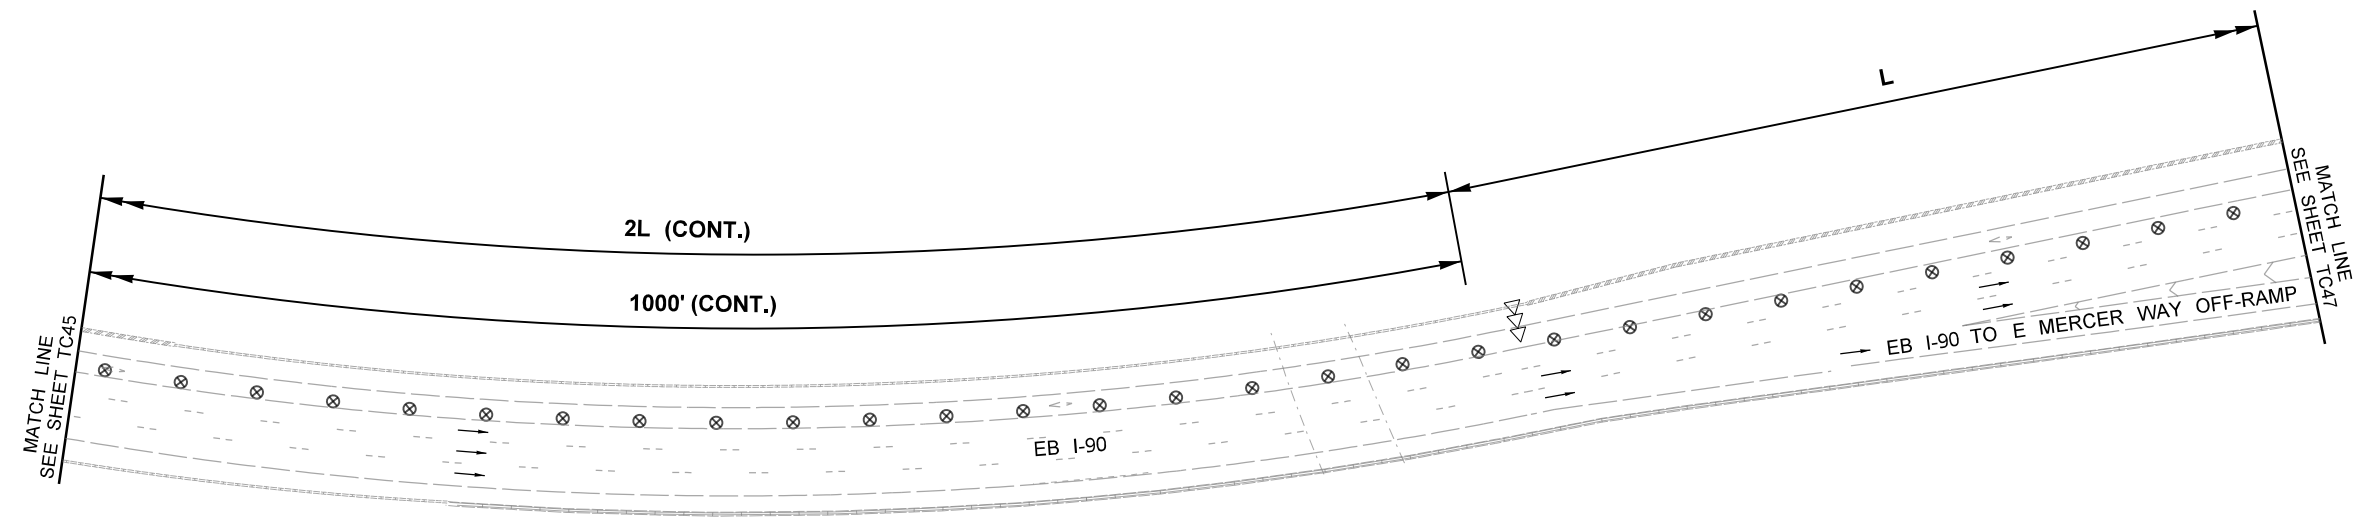 L
2L (CONT.)
1000' (CONT.)
MATCH LINE
SEE SHEET TC45
EB I-90
EB I-90 TO E MERCER WAY OFF-RAMP
MATCH LINE
SEE SHEET TC47